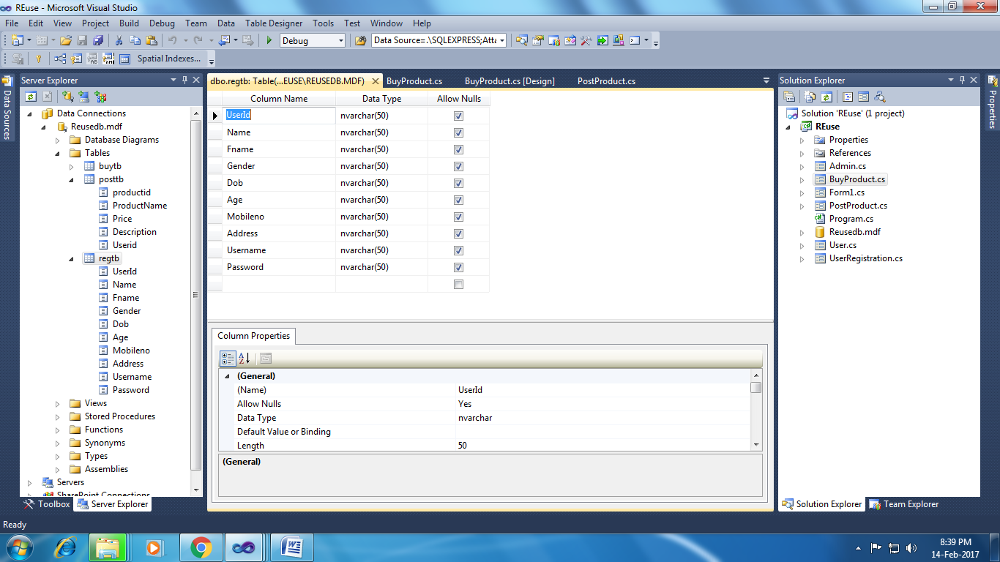 REuse - Microsoft Visual Studio
File Edit View Project Build Debug Team Data Table Designer Tools Test Window Help
Debug Data Source=.\SQLEXPRESS;Atta
Spatial Indexes...
Data Sources
Server Explorer
Data Connections
Reusedb.mdf
Database Diagrams
Tables
buytb
posttb
productid
ProductName
Price
Description
Userid
regtb
UserId
Name
Fname
Gender
Dob
Age
Mobileno
Address
Username
Password
Views
Stored Procedures
Functions
Synonyms
Types
Assemblies
Servers
SharePoint Connections
Toolbox Server Explorer
dbo.regtb: Table(...EUSE\REUSEDB.MDF) BuyProduct.cs BuyProduct.cs [Design] PostProduct.cs
Column Name Data Type Allow Nulls
UserId nvarchar(50)
Name nvarchar(50)
Fname nvarchar(50)
Gender nvarchar(50)
Dob nvarchar(50)
Age nvarchar(50)
Mobileno nvarchar(50)
Address nvarchar(50)
Username nvarchar(50)
Password nvarchar(50)
Column Properties
(General)
(Name) UserId
Allow Nulls Yes
Data Type nvarchar
Default Value or Binding
Length 50
(General)
Solution Explorer
Solution 'REuse' (1 project)
REuse
Properties
References
Admin.cs
BuyProduct.cs
Form1.cs
PostProduct.cs
Program.cs
Reusedb.mdf
User.cs
UserRegistration.cs
Solution Explorer Team Explorer
Properties
Ready
8:39 PM
14-Feb-2017